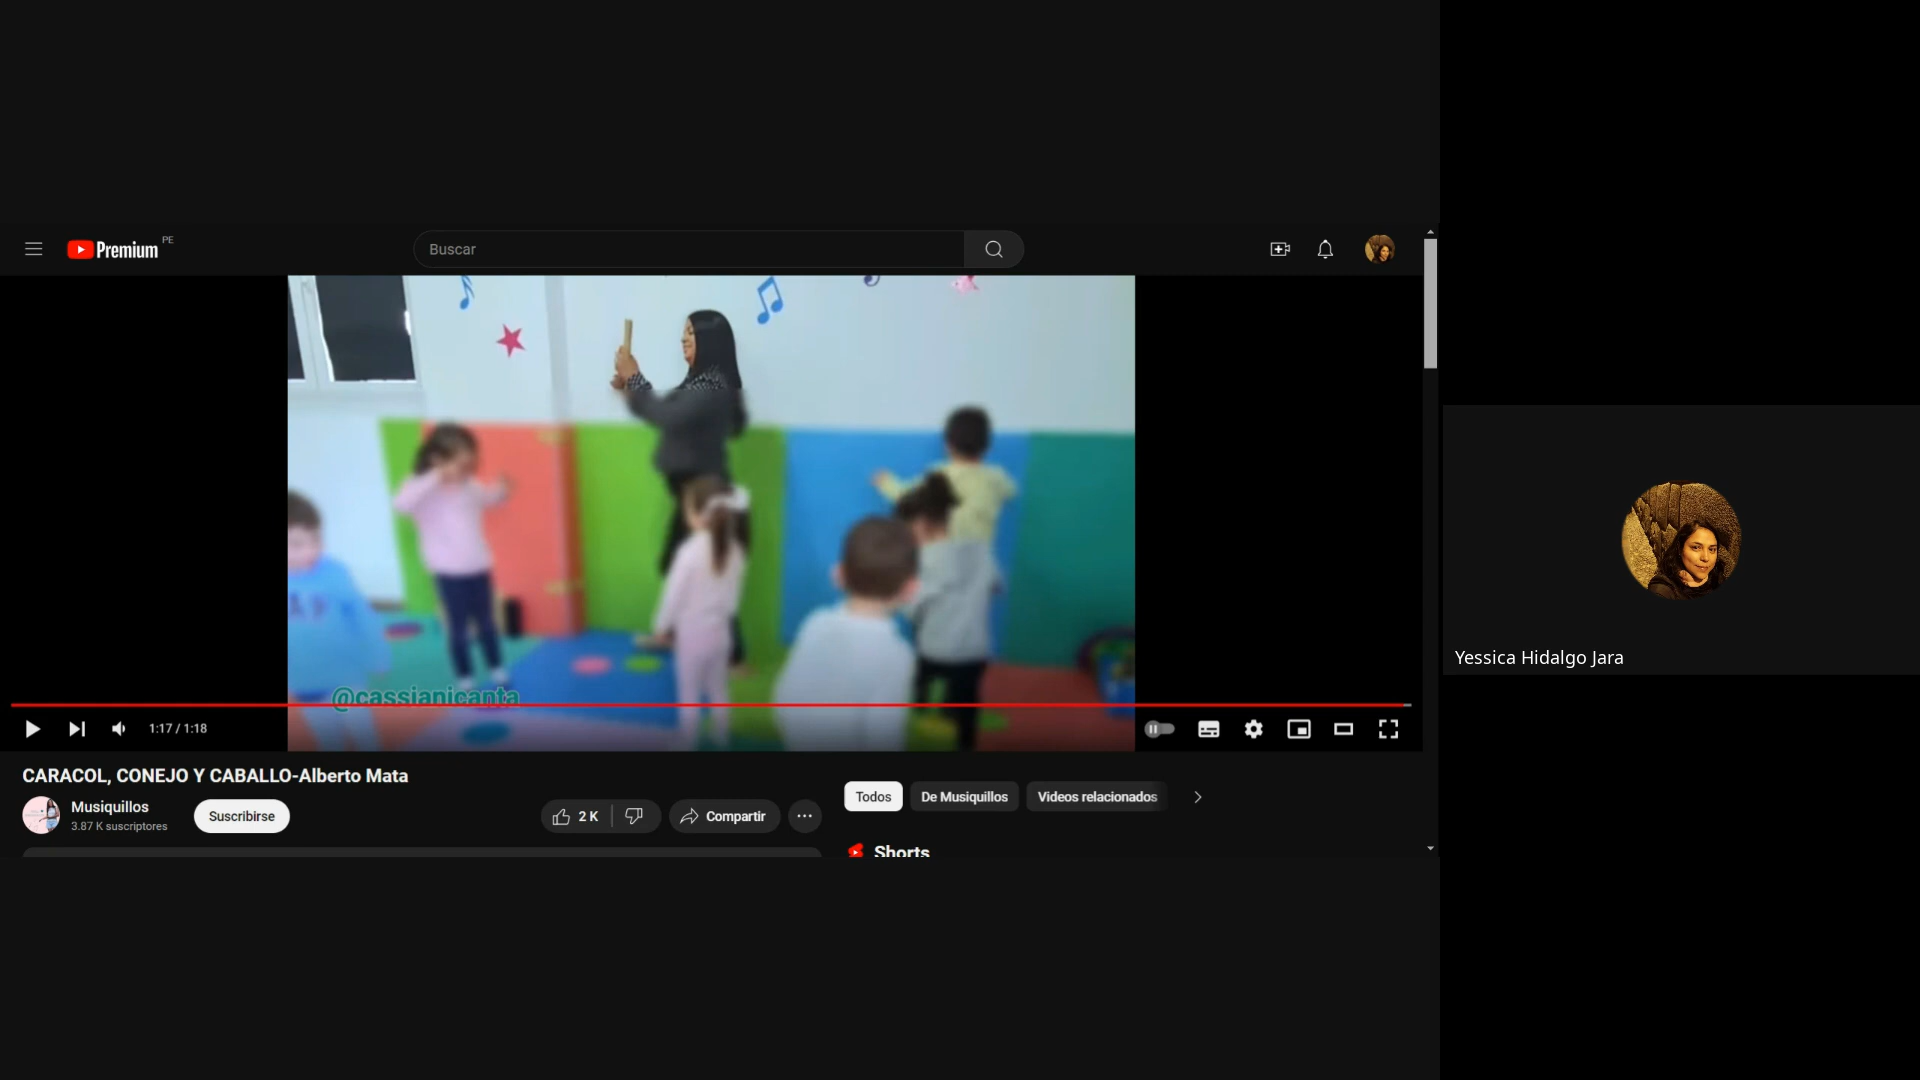 Premium PE
Buscar
@cassianicanta
1:17 / 1:18
CARACOL, CONEJO Y CABALLO-Alberto Mata
Musiquillos
3.87 K suscriptores
Suscribirse
2 K
Compartir
Todos
De Musiquillos
Videos relacionados
Shorts
Yessica Hidalgo Jara